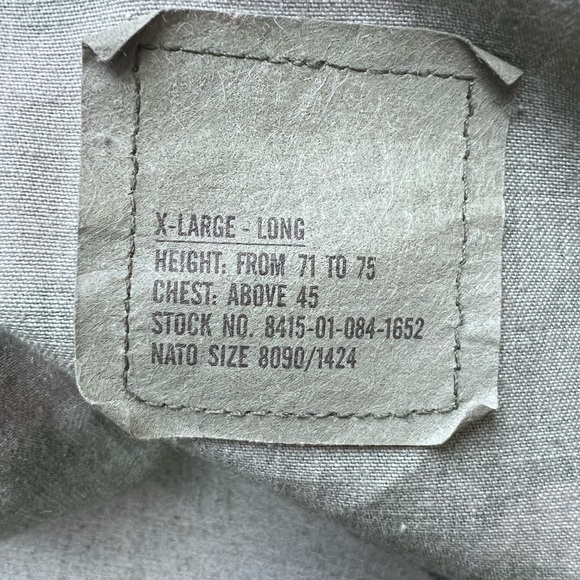 X-LARGE - LONG
HEIGHT: FROM 71 TO 75
CHEST: ABOVE 45
STOCK NO. 8415-01-084-1652
NATO SIZE 8090/1424